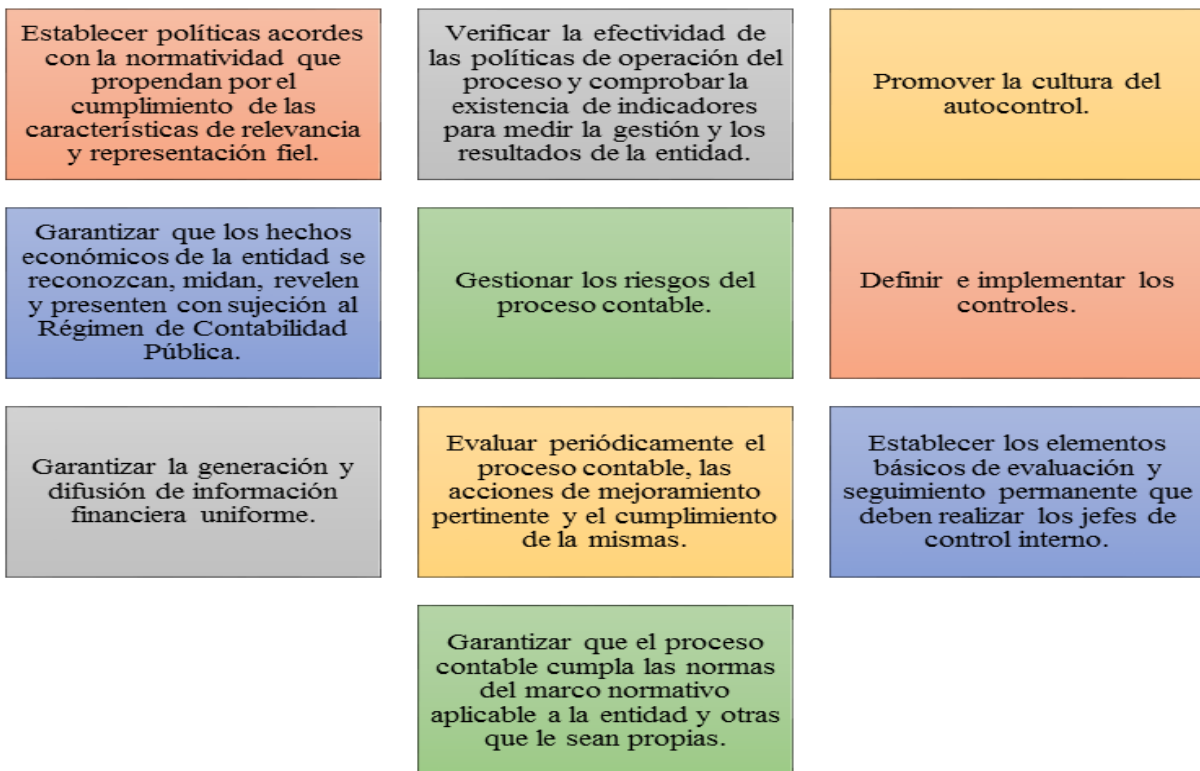 Establecer políticas acordes
con la normatividad que
propendan por el
cumplimiento de las
características de relevancia
y representación fiel.
Verificar la efectividad de
las políticas de operación del
proceso y comprobar la
existencia de indicadores
para medir la gestión y los
resultados de la entidad.
Promover la cultura del
autocontrol.
Garantizar que los hechos
económicos de la entidad se
reconozcan, midan, revelen
y presenten con sujeción al
Régimen de Contabilidad
Pública.
Gestionar los riesgos del
proceso contable.
Definir e implementar los
controles.
Garantizar la generación y
difusión de información
financiera uniforme.
Evaluar periódicamente el
proceso contable, las
acciones de mejoramiento
pertinente y el cumplimiento
de la mismas.
Establecer los elementos
básicos de evaluación y
seguimiento permanente que
deben realizar los jefes de
control interno.
Garantizar que el proceso
contable cumpla las normas
del marco normativo
aplicable a la entidad y otras
que le sean propias.